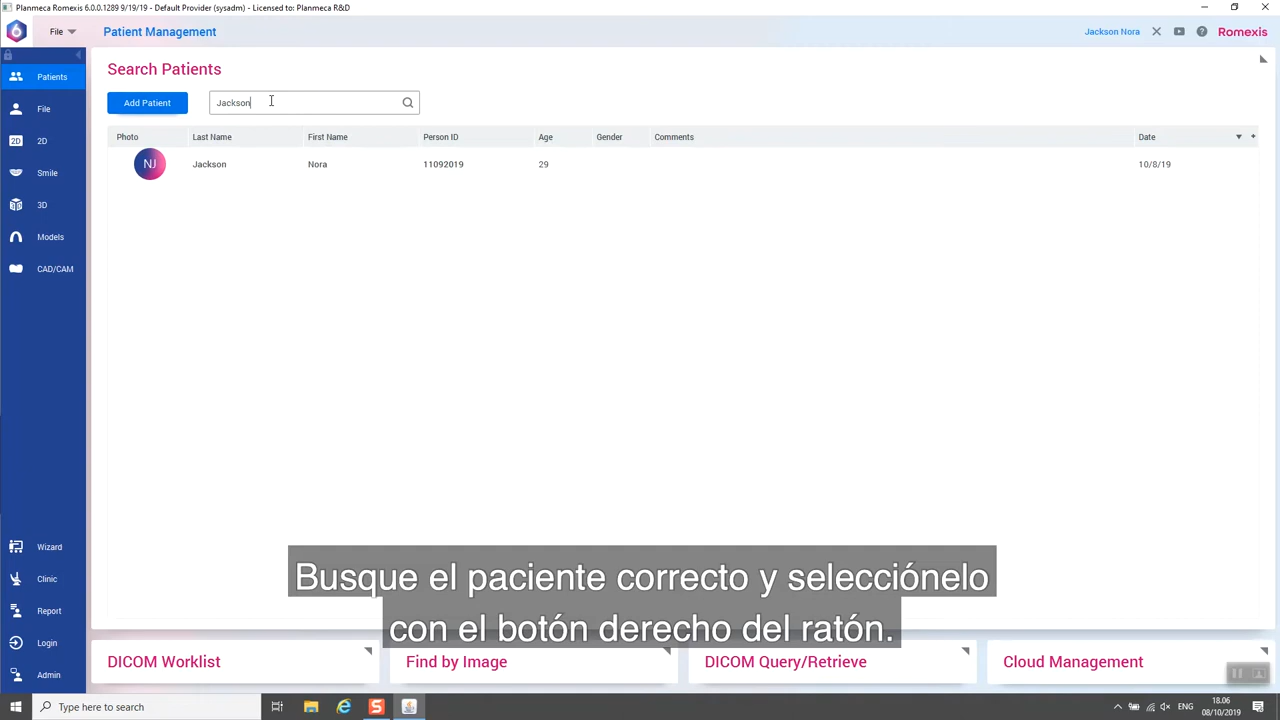 Planmeca Romexis 6.0.0.1289 9/19/19 - Default Provider (sysadm) - Licensed to: Planmeca R&D
File
Patient Management
Jackson Nora
Romexis
Patients
File
2D
2D
Smile
3D
Models
CAD/CAM
Wizard
Clinic
Report
Login
Admin
Search Patients
Add Patient
Jackson
Photo Last Name First Name Person ID Age Gender Comments Date
NJ Jackson Nora 11092019 29 10/8/19
Busque el paciente correcto y selecciónelo
con el botón derecho del ratón.
DICOM Worklist
Find by Image
DICOM Query/Retrieve
Cloud Management
Type here to search
ENG
18.06
08/10/2019